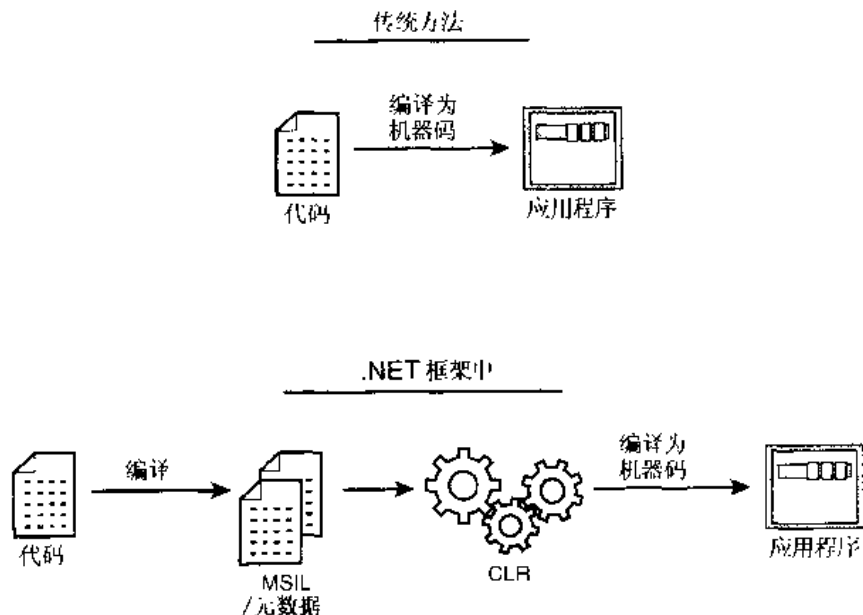 传统方法
编译为
机器码
代码
应用程序
.NET 框架中
编译
编译为
机器码
代码
MSIL
/元数据
CLR
应用程序